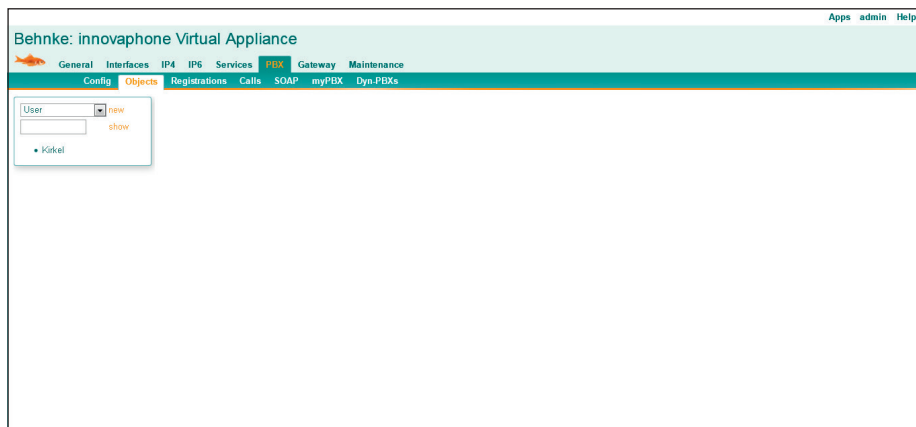 Apps admin Help
Behnke: innovaphone Virtual Appliance
General Interfaces IP4 IP6 Services PBX Gateway Maintenance
Config Objects Registrations Calls SOAP myPBX Dyn-PBXs
User new
show
• Kirkel